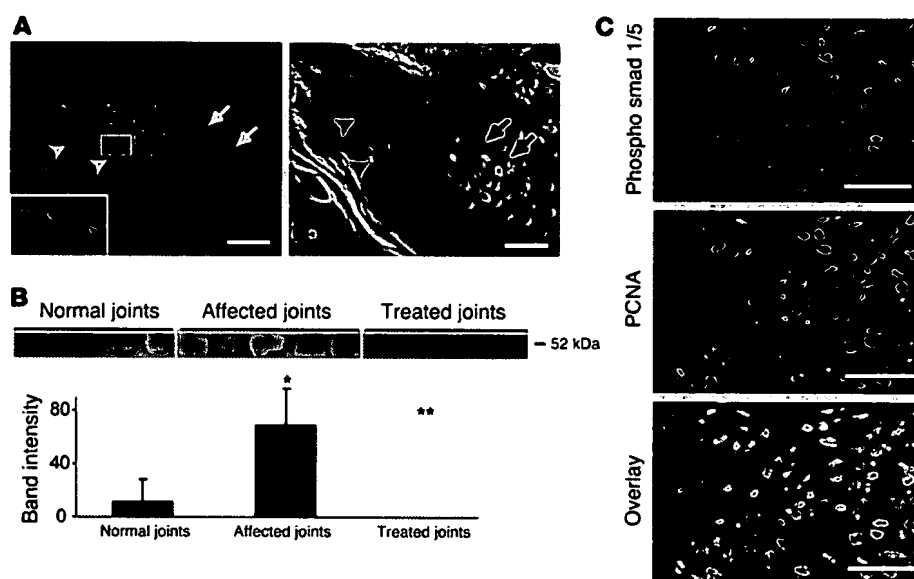 A
B
Normal joints
Affected joints
Treated joints
52 kDa
*
**
80
40
0
Band intensity
Normal joints
Affected joints
Treated joints
C
Phospho smad 1/5
PCNA
Overlay